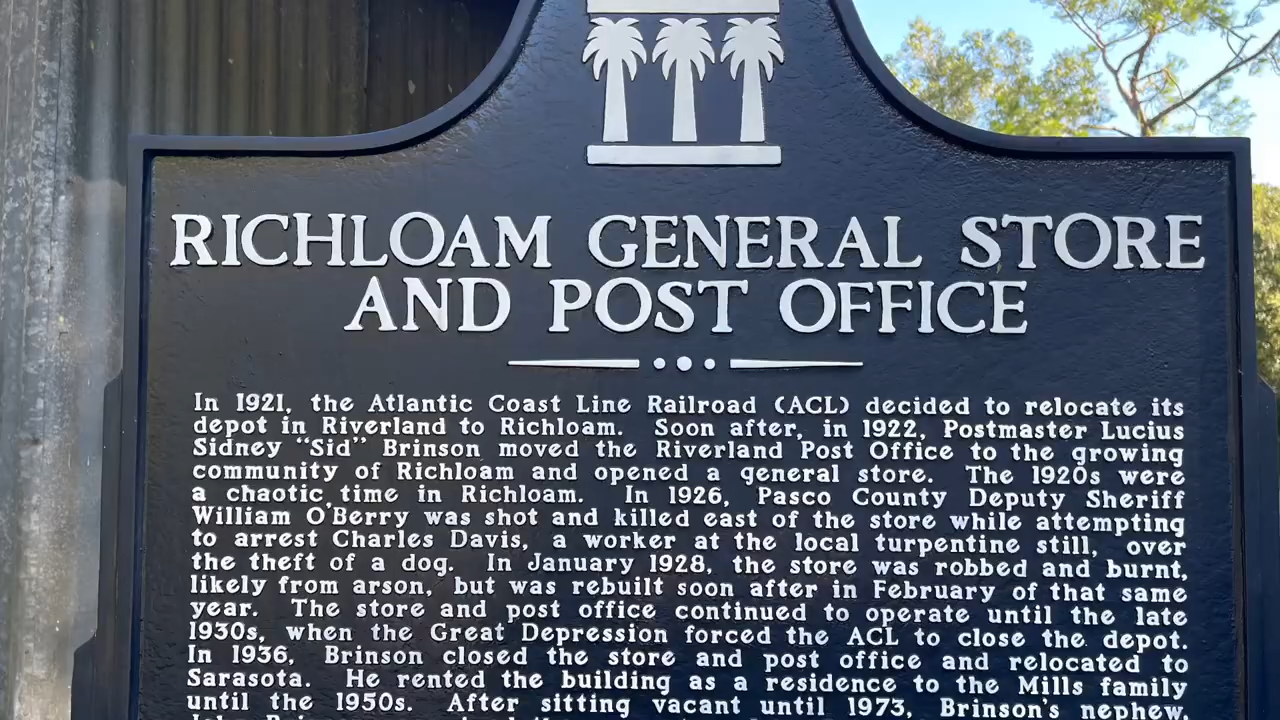 RICHLOAM GENERAL STORE
AND POST OFFICE
In 1921, the Atlantic Coast Line Railroad (ACL) decided to relocate its
depot in Riverland to Richloam. Soon after, in 1922, Postmaster Lucius
Sidney "Sid" Brinson moved the Riverland Post Office to the growing
community of Richloam and opened a general store. The 1920s were
a chaotic time in Richloam. In 1926, Pasco County Deputy Sheriff
William O'Berry was shot and killed east of the store while attempting
to arrest Charles Davis, a worker at the local turpentine still, over
the theft of a dog. In January 1928, the store was robbed and burnt,
likely from arson, but was rebuilt soon after in February of that same
year. The store and post office continued to operate until the late
1930s, when the Great Depression forced the ACL to close the depot.
In 1936, Brinson closed the store and post office and relocated to
Sarasota. He rented the building as a residence to the Mills family
until the 1950s. After sitting vacant until 1973, Brinson's nephew,